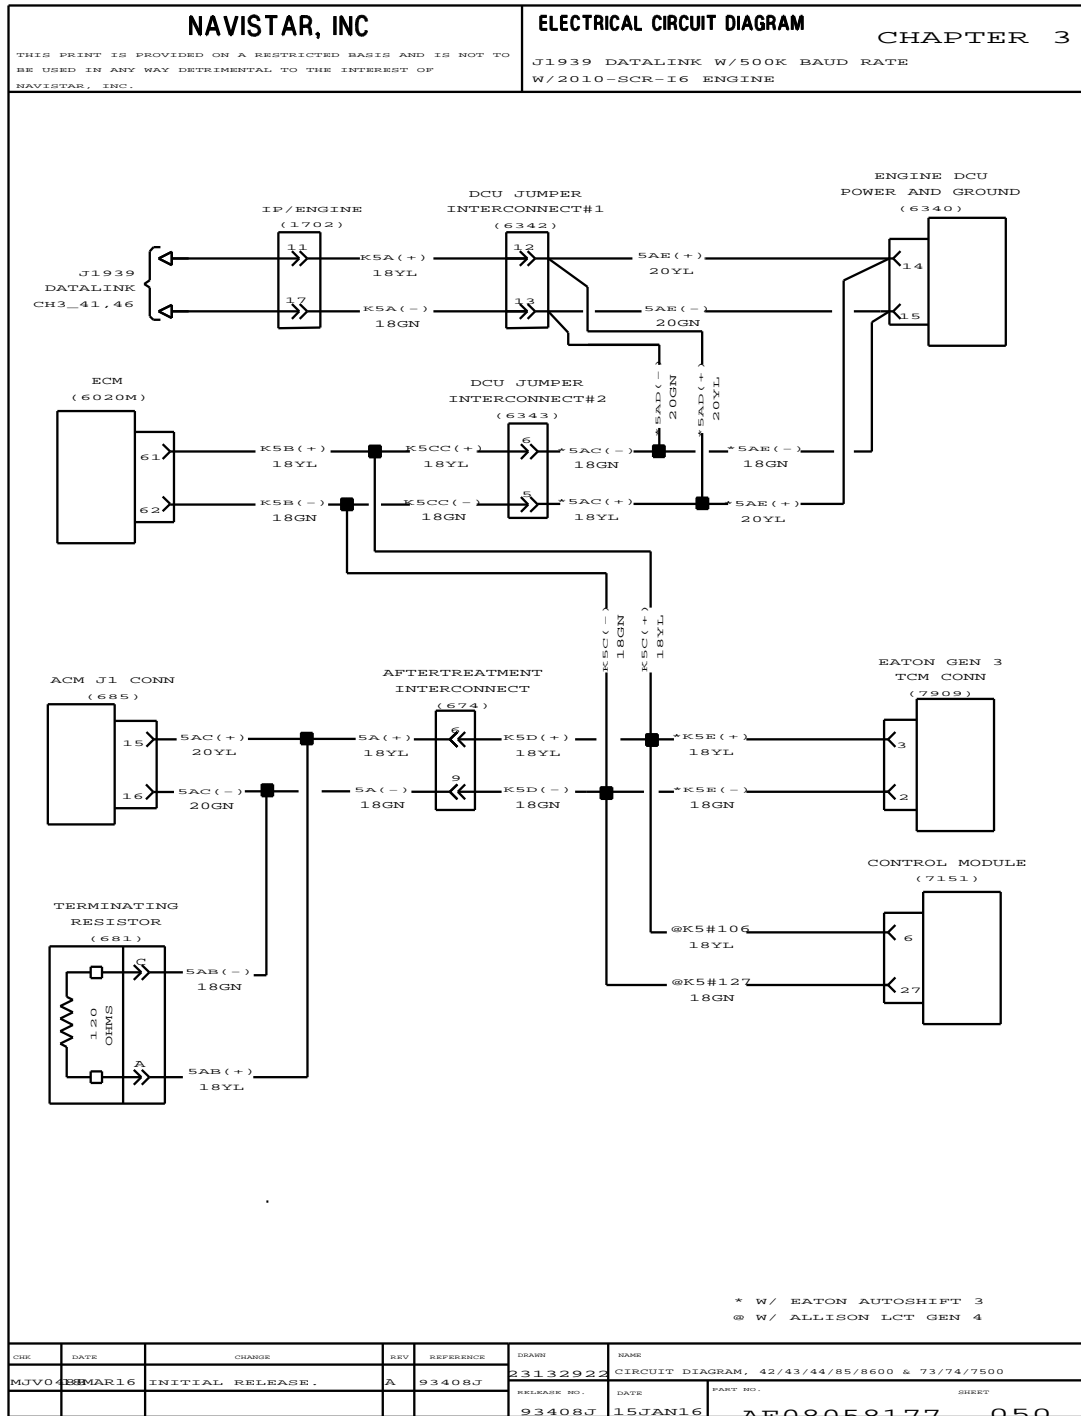 NAVISTAR, INC
THIS PRINT IS PROVIDED ON A RESTRICTED BASIS AND IS NOT TO
BE USED IN ANY WAY DETRIMENTAL TO THE INTEREST OF
NAVISTAR, INC.
ELECTRICAL CIRCUIT DIAGRAM
CHAPTER 3
J1939 DATALINK W/500K BAUD RATE
W/2010-SCR-I6 ENGINE
IP/ENGINE
(1702)
DCU JUMPER
INTERCONNECT#1
(6342)
ENGINE DCU
POWER AND GROUND
(6340)
J1939
DATALINK
CH3_41,46
11
K5A(+)
18YL
12
5AE(+)
20YL
14
17
K5A(-)
18GN
13
5AE(-)
20GN
15
*5AD(-)
20GN
*5AD(+)
20YL
ECM
(6020M)
DCU JUMPER
INTERCONNECT#2
(6343)
61
K5B(+)
18YL
K5CC(+)
18YL
6
*5AC(-)
18GN
*5AE(-)
18GN
62
K5B(-)
18GN
K5CC(-)
18GN
5
*5AC(+)
18YL
*5AE(+)
20YL
K5C(-)
18GN
K5C(+)
18YL
ACM J1 CONN
(685)
AFTERTREATMENT
INTERCONNECT
(674)
EATON GEN 3
TCM CONN
(7909)
15
5AC(+)
20YL
5A(+)
18YL
6
K5D(+)
18YL
*K5E(+)
18YL
3
16
5AC(-)
20GN
5A(-)
18GN
9
K5D(-)
18GN
*K5E(-)
18GN
2
CONTROL MODULE
(7151)
@K5#106
18YL
6
@K5#127
18GN
27
TERMINATING
RESISTOR
(681)
C
5AB(-)
18GN
120
OHMS
A
5AB(+)
18YL
* W/ EATON AUTOSHIFT 3
@ W/ ALLISON LCT GEN 4
CHK DATE CHANGE REV REFERENCE
INITIAL RELEASE. A 93408J
DRAWN
23132922
NAME
CIRCUIT DIAGRAM, 42/43/44/85/8600 & 73/74/7500
RELEASE NO.
93408J
DATE
15JAN16
PART NO.
AE08058177
SHEET
050